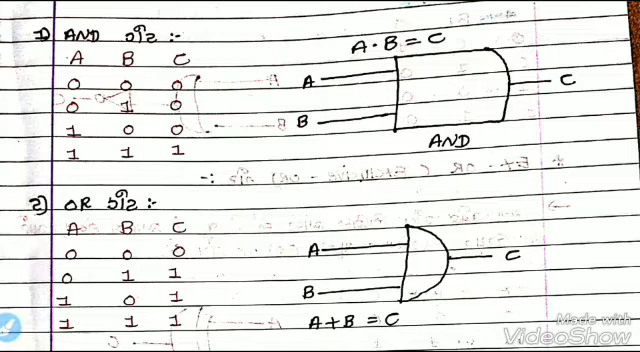 1) AND ગેટ :-
A B C
0 0 0
0 1 0
1 0 0
1 1 1
A · B = C
A
B
C
AND
2) OR ગેટ :-
A B C
0 0 0
0 1 1
1 0 1
1 1 1
A
B
C
A+B = C
Made with
VideoShow